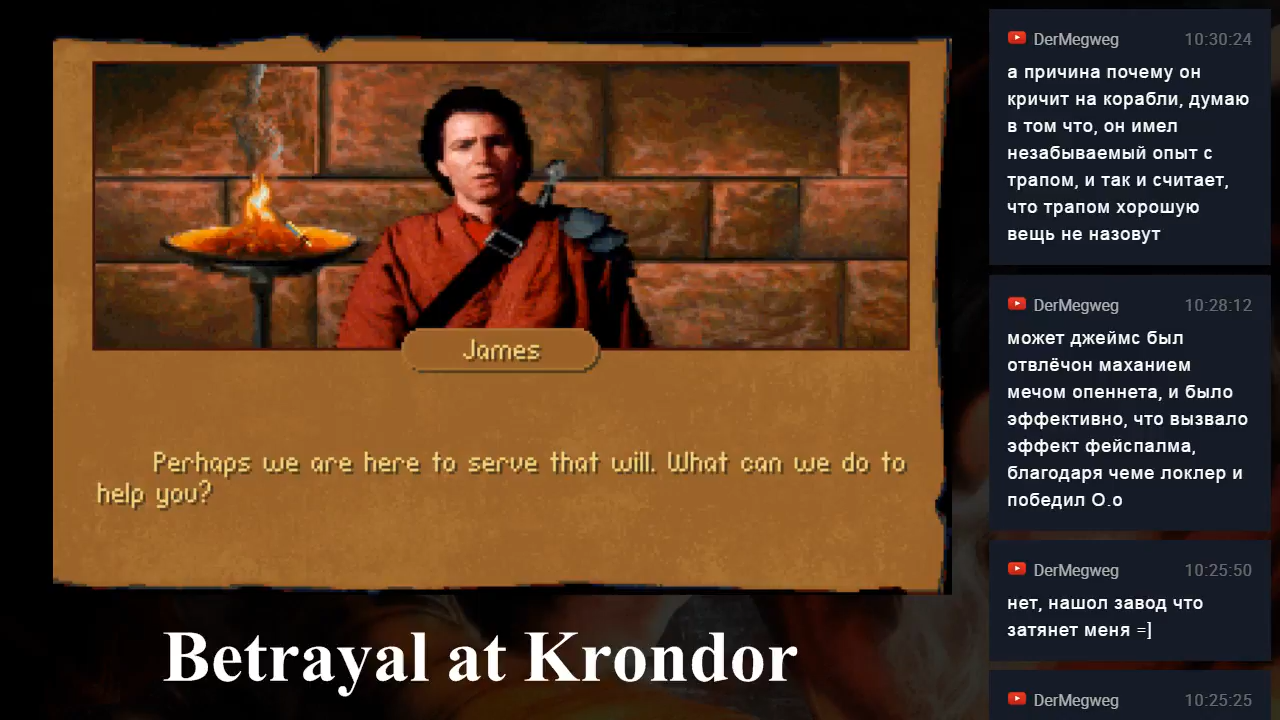 James
Perhaps we are here to serve that will. What can we do to
help you?
Betrayal at Krondor
DerMegweg 10:30:24
а причина почему он
кричит на корабли, думаю
в том что, он имел
незабываемый опыт с
трапом, и так и считает,
что трапом хорошую
вещь не назовут
DerMegweg 10:28:12
может джеймс был
отвлёчон маханием
мечом опеннета, и было
эффективно, что вызвало
эффект фейспалма,
благодаря чеме локлер и
победил О.о
DerMegweg 10:25:50
нет, нашол завод что
затянет меня =]
DerMegweg 10:25:25